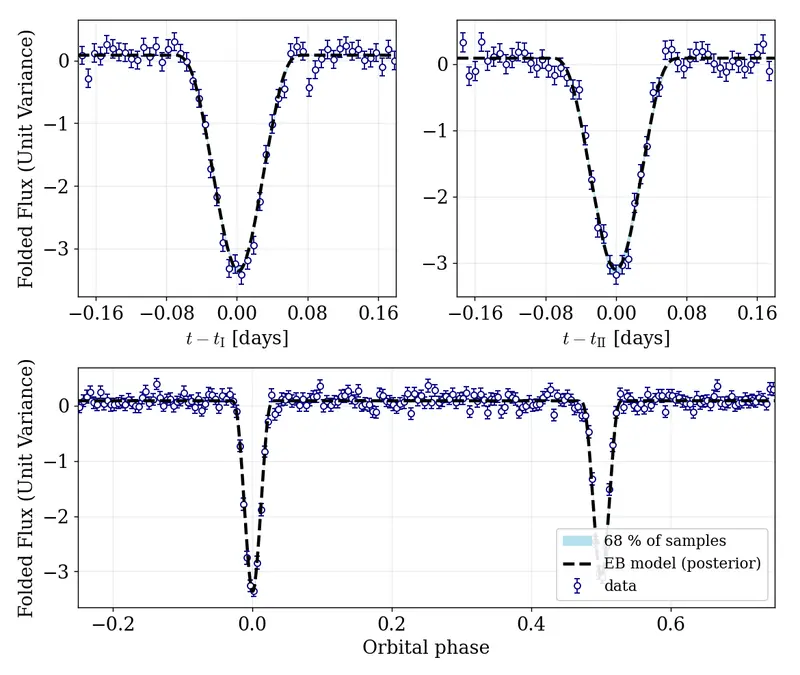 Folded Flux (Unit Variance)
0
−1
−2
−3
−0.16 −0.08 0.00 0.08 0.16
t − tI [days]
0
−1
−2
−3
−0.16 −0.08 0.00 0.08 0.16
t − tII [days]
Folded Flux (Unit Variance)
0
−1
−2
−3
68 % of samples
EB model (posterior)
data
−0.2 0.0 0.2 0.4 0.6
Orbital phase